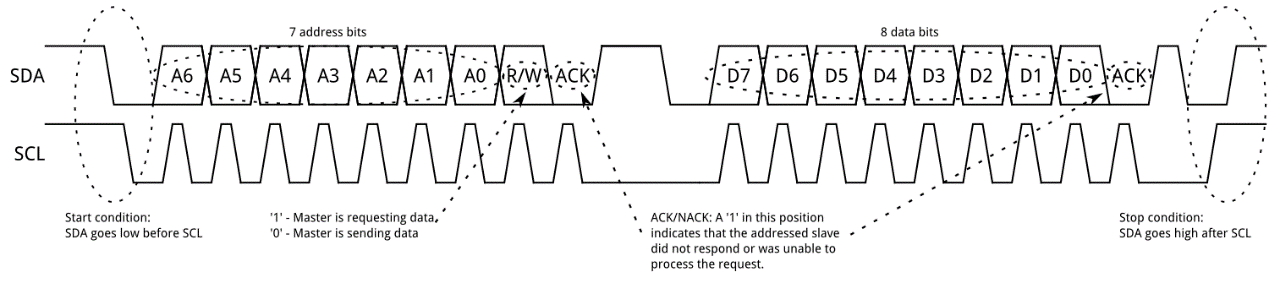 7 address bits
8 data bits
SDA
A6 A5 A4 A3 A2 A1 A0 R/W ACK
D7 D6 D5 D4 D3 D2 D1 D0 ACK
SCL
Start condition:
SDA goes low before SCL
'1' - Master is requesting data,
'0' - Master is sending data
ACK/NACK: A '1' in this position
indicates that the addressed slave
did not respond or was unable to
process the request.
Stop condition:
SDA goes high after SCL